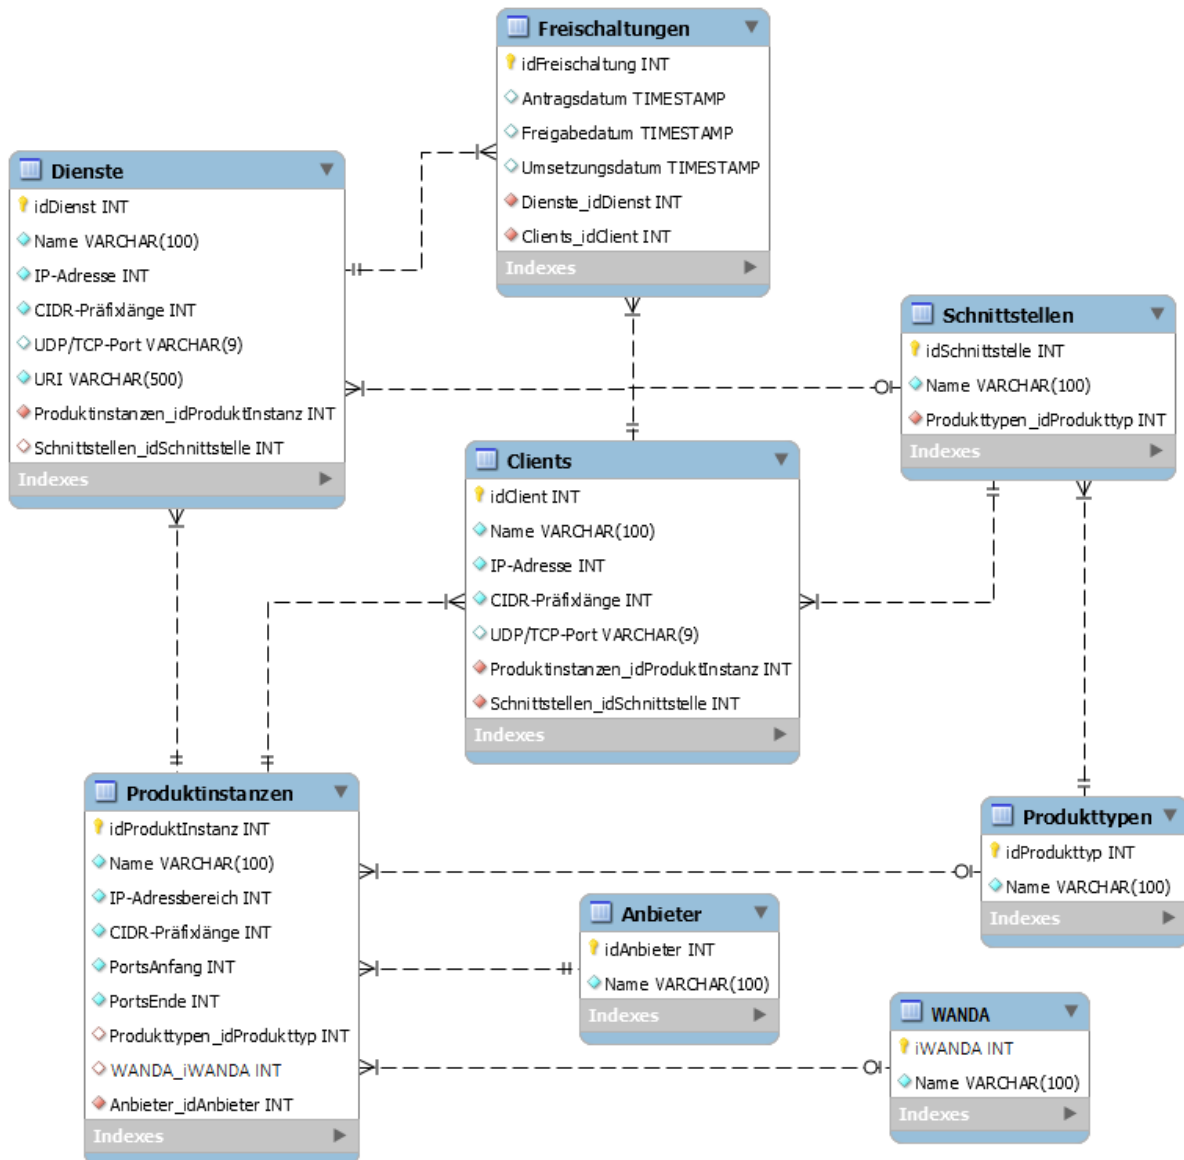 Freischaltungen
idFreischaltung INT
Antragsdatum TIMESTAMP
Freigabedatum TIMESTAMP
Umsetzungsdatum TIMESTAMP
Dienste_idDienst INT
Clients_idClient INT
Indexes
Dienste
idDienst INT
Name VARCHAR(100)
IP-Adresse INT
CIDR-Präfixlänge INT
UDP/TCP-Port VARCHAR(9)
URI VARCHAR(500)
Produktinstanzen_idProduktInstanz INT
Schnittstellen_idSchnittstelle INT
Indexes
Schnittstellen
idSchnittstelle INT
Name VARCHAR(100)
Produkttypen_idProdukttyp INT
Indexes
Clients
idClient INT
Name VARCHAR(100)
IP-Adresse INT
CIDR-Präfixlänge INT
UDP/TCP-Port VARCHAR(9)
Produktinstanzen_idProduktInstanz INT
Schnittstellen_idSchnittstelle INT
Indexes
Produktinstanzen
idProduktInstanz INT
Name VARCHAR(100)
IP-Adressbereich INT
CIDR-Präfixlänge INT
PortsAnfang INT
PortsEnde INT
Produkttypen_idProdukttyp INT
WANDA_iWANDA INT
Anbieter_idAnbieter INT
Indexes
Produkttypen
idProdukttyp INT
Name VARCHAR(100)
Indexes
Anbieter
idAnbieter INT
Name VARCHAR(100)
Indexes
WANDA
iWANDA INT
Name VARCHAR(100)
Indexes